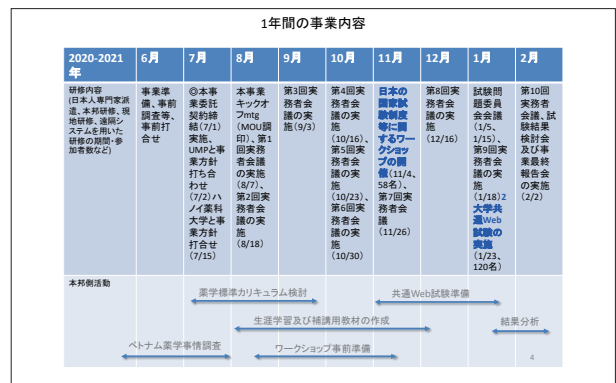 1年間の事業内容
2020-2021
年
6月
7月
8月
9月
10月
11月
12月
1月
2月
研修内容
(日本人専門家派
遣、本邦研修、現
地研修、遠隔シ
ステムを用いた
研修の期間・参
加者数など)
事業準
備、事前
調査等、
事前打
合せ
◎本事
業委託
契約締
結(7/1)
実施、
UMPと事
業方針
打ち合
わせ
(7/2)ハ
ノイ薬科
大学と事
業方針
打合せ
(7/15)
本事業
キックオ
フmtg
(MOU調
印)、第1
回実務
者会議
の実施
(8/7)、
第2回実
務者会
議の実
施
(8/18)
第3回実
務者会
議の実
施(9/3)
第4回実
務者会
議の実
施
(10/16)、
第5回実
務者会
議の実
施
(10/23)、
第6回実
務者会
議の実
施
(10/30)
日本の
国家試
験制度
等に関
するワー
クショッ
プの開
催(11/4、
58名)、
第7回実
務者会
議
(11/26)
第8回実
務者会
議の実
施
(12/16)
試験問
題委員
会会議
(1/5、
1/15)、
第9回実
務者会
議の実
施
(1/18)2
大学共
通Web
試験の
実施
(1/23、
120名)
第10回
実務者
会議、試
験結果
検討会
及び事
業最終
報告会
の実施
(2/2)
本邦側活動
薬学標準カリキュラム検討
共通Web試験準備
生涯学習及び補講用教材の作成
結果分析
ベトナム薬学事情調査
ワークショップ事前準備
4